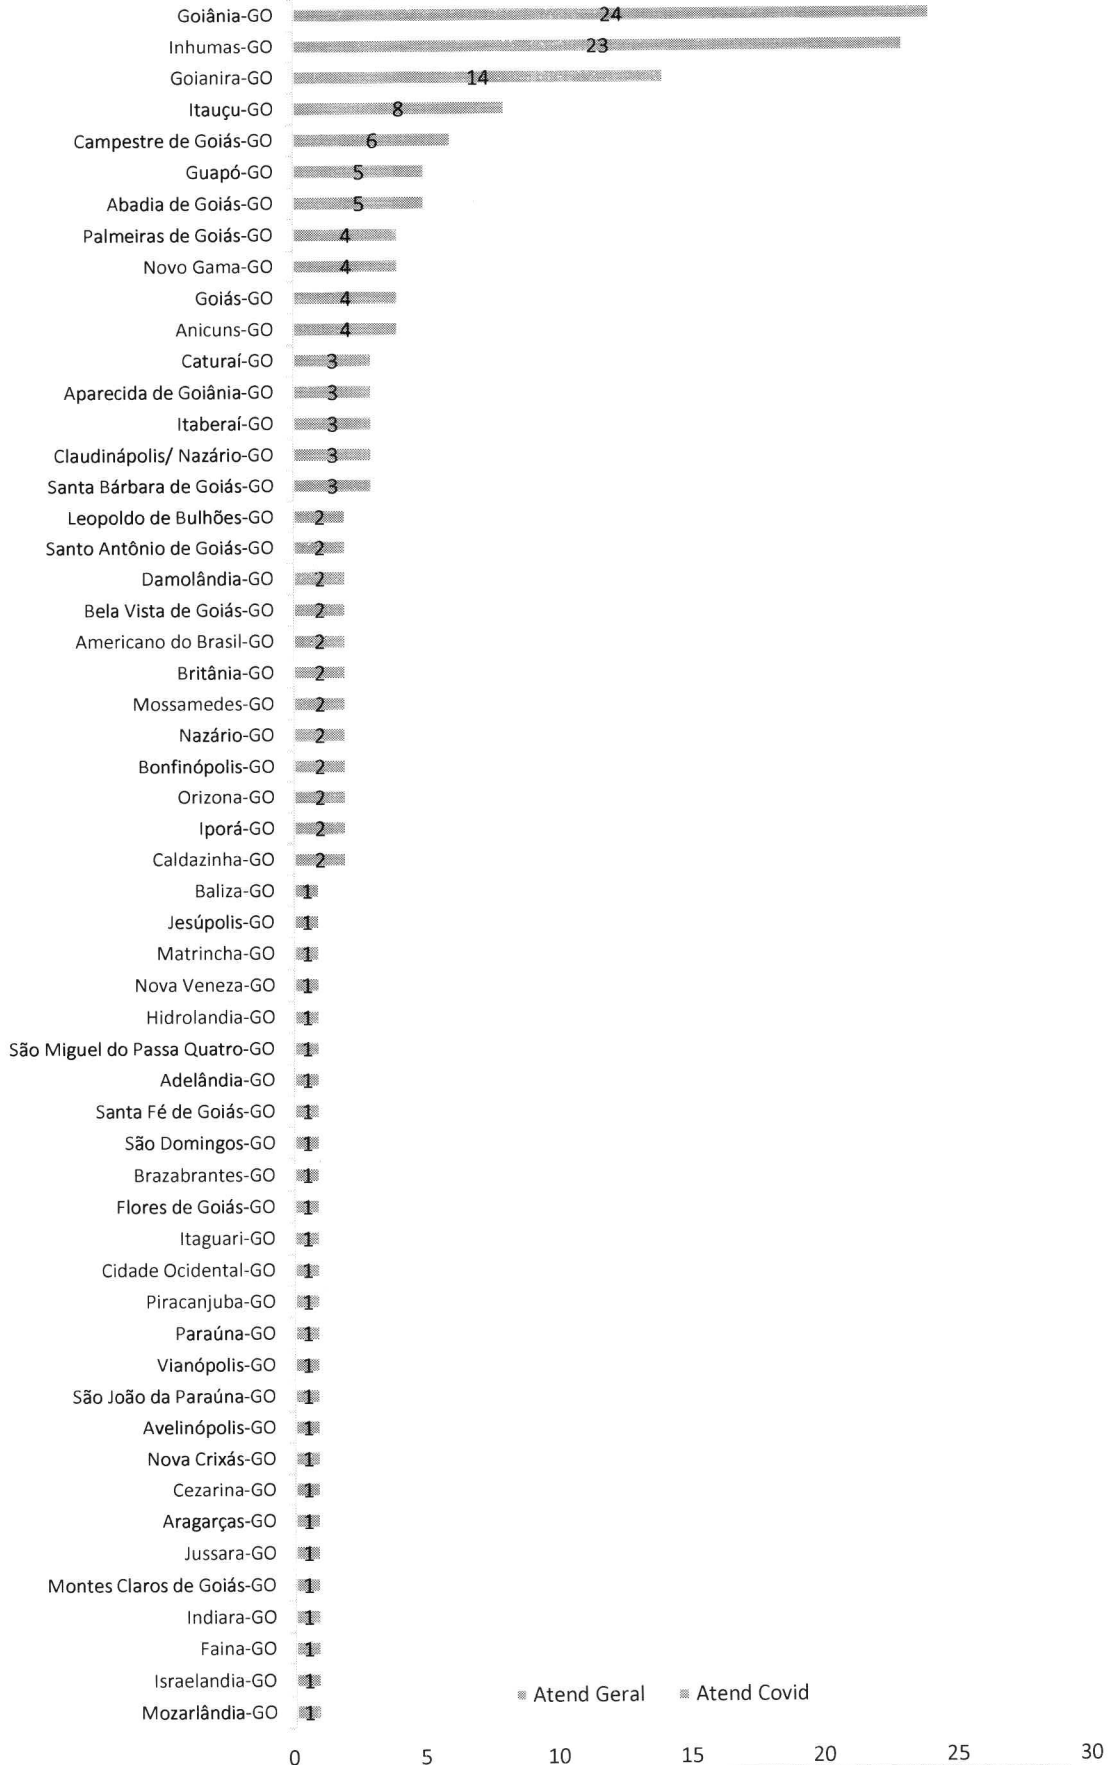 Goiânia-GO 24
Inhumas-GO 23
Goianira-GO 14
Itauçu-GO 8
Campestre de Goiás-GO 6
Guapó-GO 5
Abadia de Goiás-GO 5
Palmeiras de Goiás-GO 4
Novo Gama-GO 4
Goiás-GO 4
Anicuns-GO 4
Caturaí-GO 3
Aparecida de Goiânia-GO 3
Itaberaí-GO 3
Claudinápolis/ Nazário-GO 3
Santa Bárbara de Goiás-GO 3
Leopoldo de Bulhões-GO 2
Santo Antônio de Goiás-GO 2
Damolândia-GO 2
Bela Vista de Goiás-GO 2
Americano do Brasil-GO 2
Britânia-GO 2
Mossamedes-GO 2
Nazário-GO 2
Bonfinópolis-GO 2
Orizona-GO 2
Iporá-GO 2
Caldazinha-GO 2
Baliza-GO 1
Jesúpolis-GO 1
Matrincha-GO 1
Nova Veneza-GO 1
Hidrolandia-GO 1
São Miguel do Passa Quatro-GO 1
Adelândia-GO 1
Santa Fé de Goiás-GO 1
São Domingos-GO 1
Brazabrantes-GO 1
Flores de Goiás-GO 1
Itaguari-GO 1
Cidade Ocidental-GO 1
Piracanjuba-GO 1
Paraúna-GO 1
Vianópolis-GO 1
São João da Paraúna-GO 1
Avelinópolis-GO 1
Nova Crixás-GO 1
Cezarina-GO 1
Aragarças-GO 1
Jussara-GO 1
Montes Claros de Goiás-GO 1
Indiara-GO 1
Faina-GO 1
Israelandia-GO 1
Mozarlândia-GO 1
Atend Geral Atend Covid
0 5 10 15 20 25 30